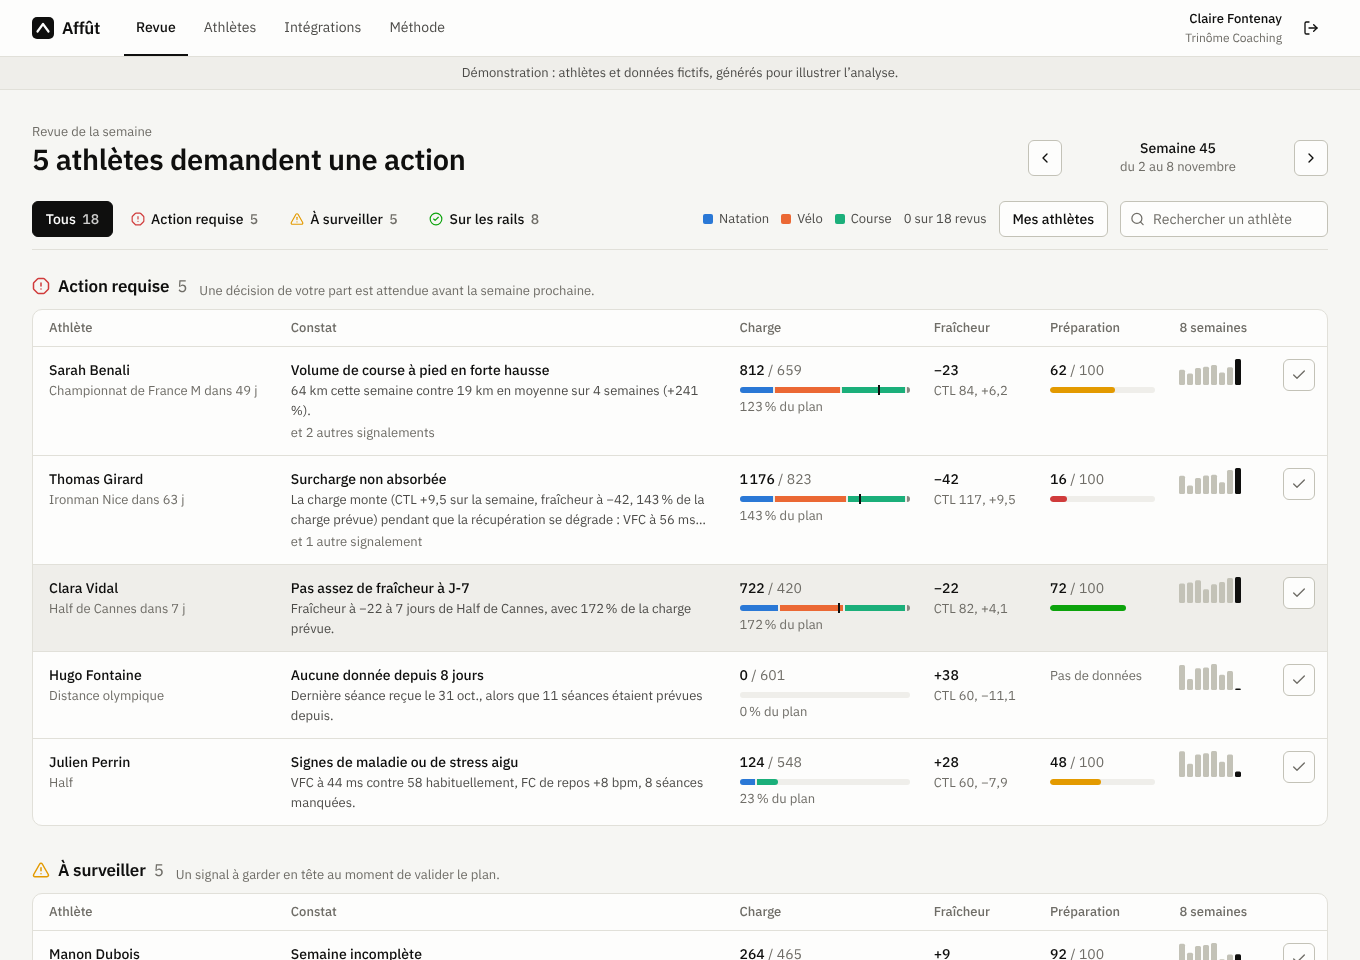 Affût
Revue
Athlètes
Intégrations
Méthode
Claire Fontenay
Trinôme Coaching
Démonstration : athlètes et données fictifs, générés pour illustrer l’analyse.
Revue de la semaine
5 athlètes demandent une action
Semaine 45
du 2 au 8 novembre
Tous 18
Action requise 5
À surveiller 5
Sur les rails 8
Natation
Vélo
Course
0 sur 18 revus
Mes athlètes
Rechercher un athlète
Action requise 5 Une décision de votre part est attendue avant la semaine prochaine.
Athlète Constat Charge Fraîcheur Préparation 8 semaines
Sarah Benali
Championnat de France M dans 49 j
Volume de course à pied en forte hausse
64 km cette semaine contre 19 km en moyenne sur 4 semaines (+241
%).
et 2 autres signalements
812 / 659
123 % du plan
−23
CTL 84, +6,2
62 / 100
Thomas Girard
Ironman Nice dans 63 j
Surcharge non absorbée
La charge monte (CTL +9,5 sur la semaine, fraîcheur à −42, 143 % de la
charge prévue) pendant que la récupération se dégrade : VFC à 56 ms…
et 1 autre signalement
1 176 / 823
143 % du plan
−42
CTL 117, +9,5
16 / 100
Clara Vidal
Half de Cannes dans 7 j
Pas assez de fraîcheur à J-7
Fraîcheur à −22 à 7 jours de Half de Cannes, avec 172 % de la charge
prévue.
722 / 420
172 % du plan
−22
CTL 82, +4,1
72 / 100
Hugo Fontaine
Distance olympique
Aucune donnée depuis 8 jours
Dernière séance reçue le 31 oct., alors que 11 séances étaient prévues
depuis.
0 / 601
0 % du plan
+38
CTL 60, −11,1
Pas de données
Julien Perrin
Half
Signes de maladie ou de stress aigu
VFC à 44 ms contre 58 habituellement, FC de repos +8 bpm, 8 séances
manquées.
124 / 548
23 % du plan
+28
CTL 60, −7,9
48 / 100
À surveiller 5 Un signal à garder en tête au moment de valider le plan.
Athlète Constat Charge Fraîcheur Préparation 8 semaines
Manon Dubois
Semaine incomplète
264 / 465
+9
92 / 100